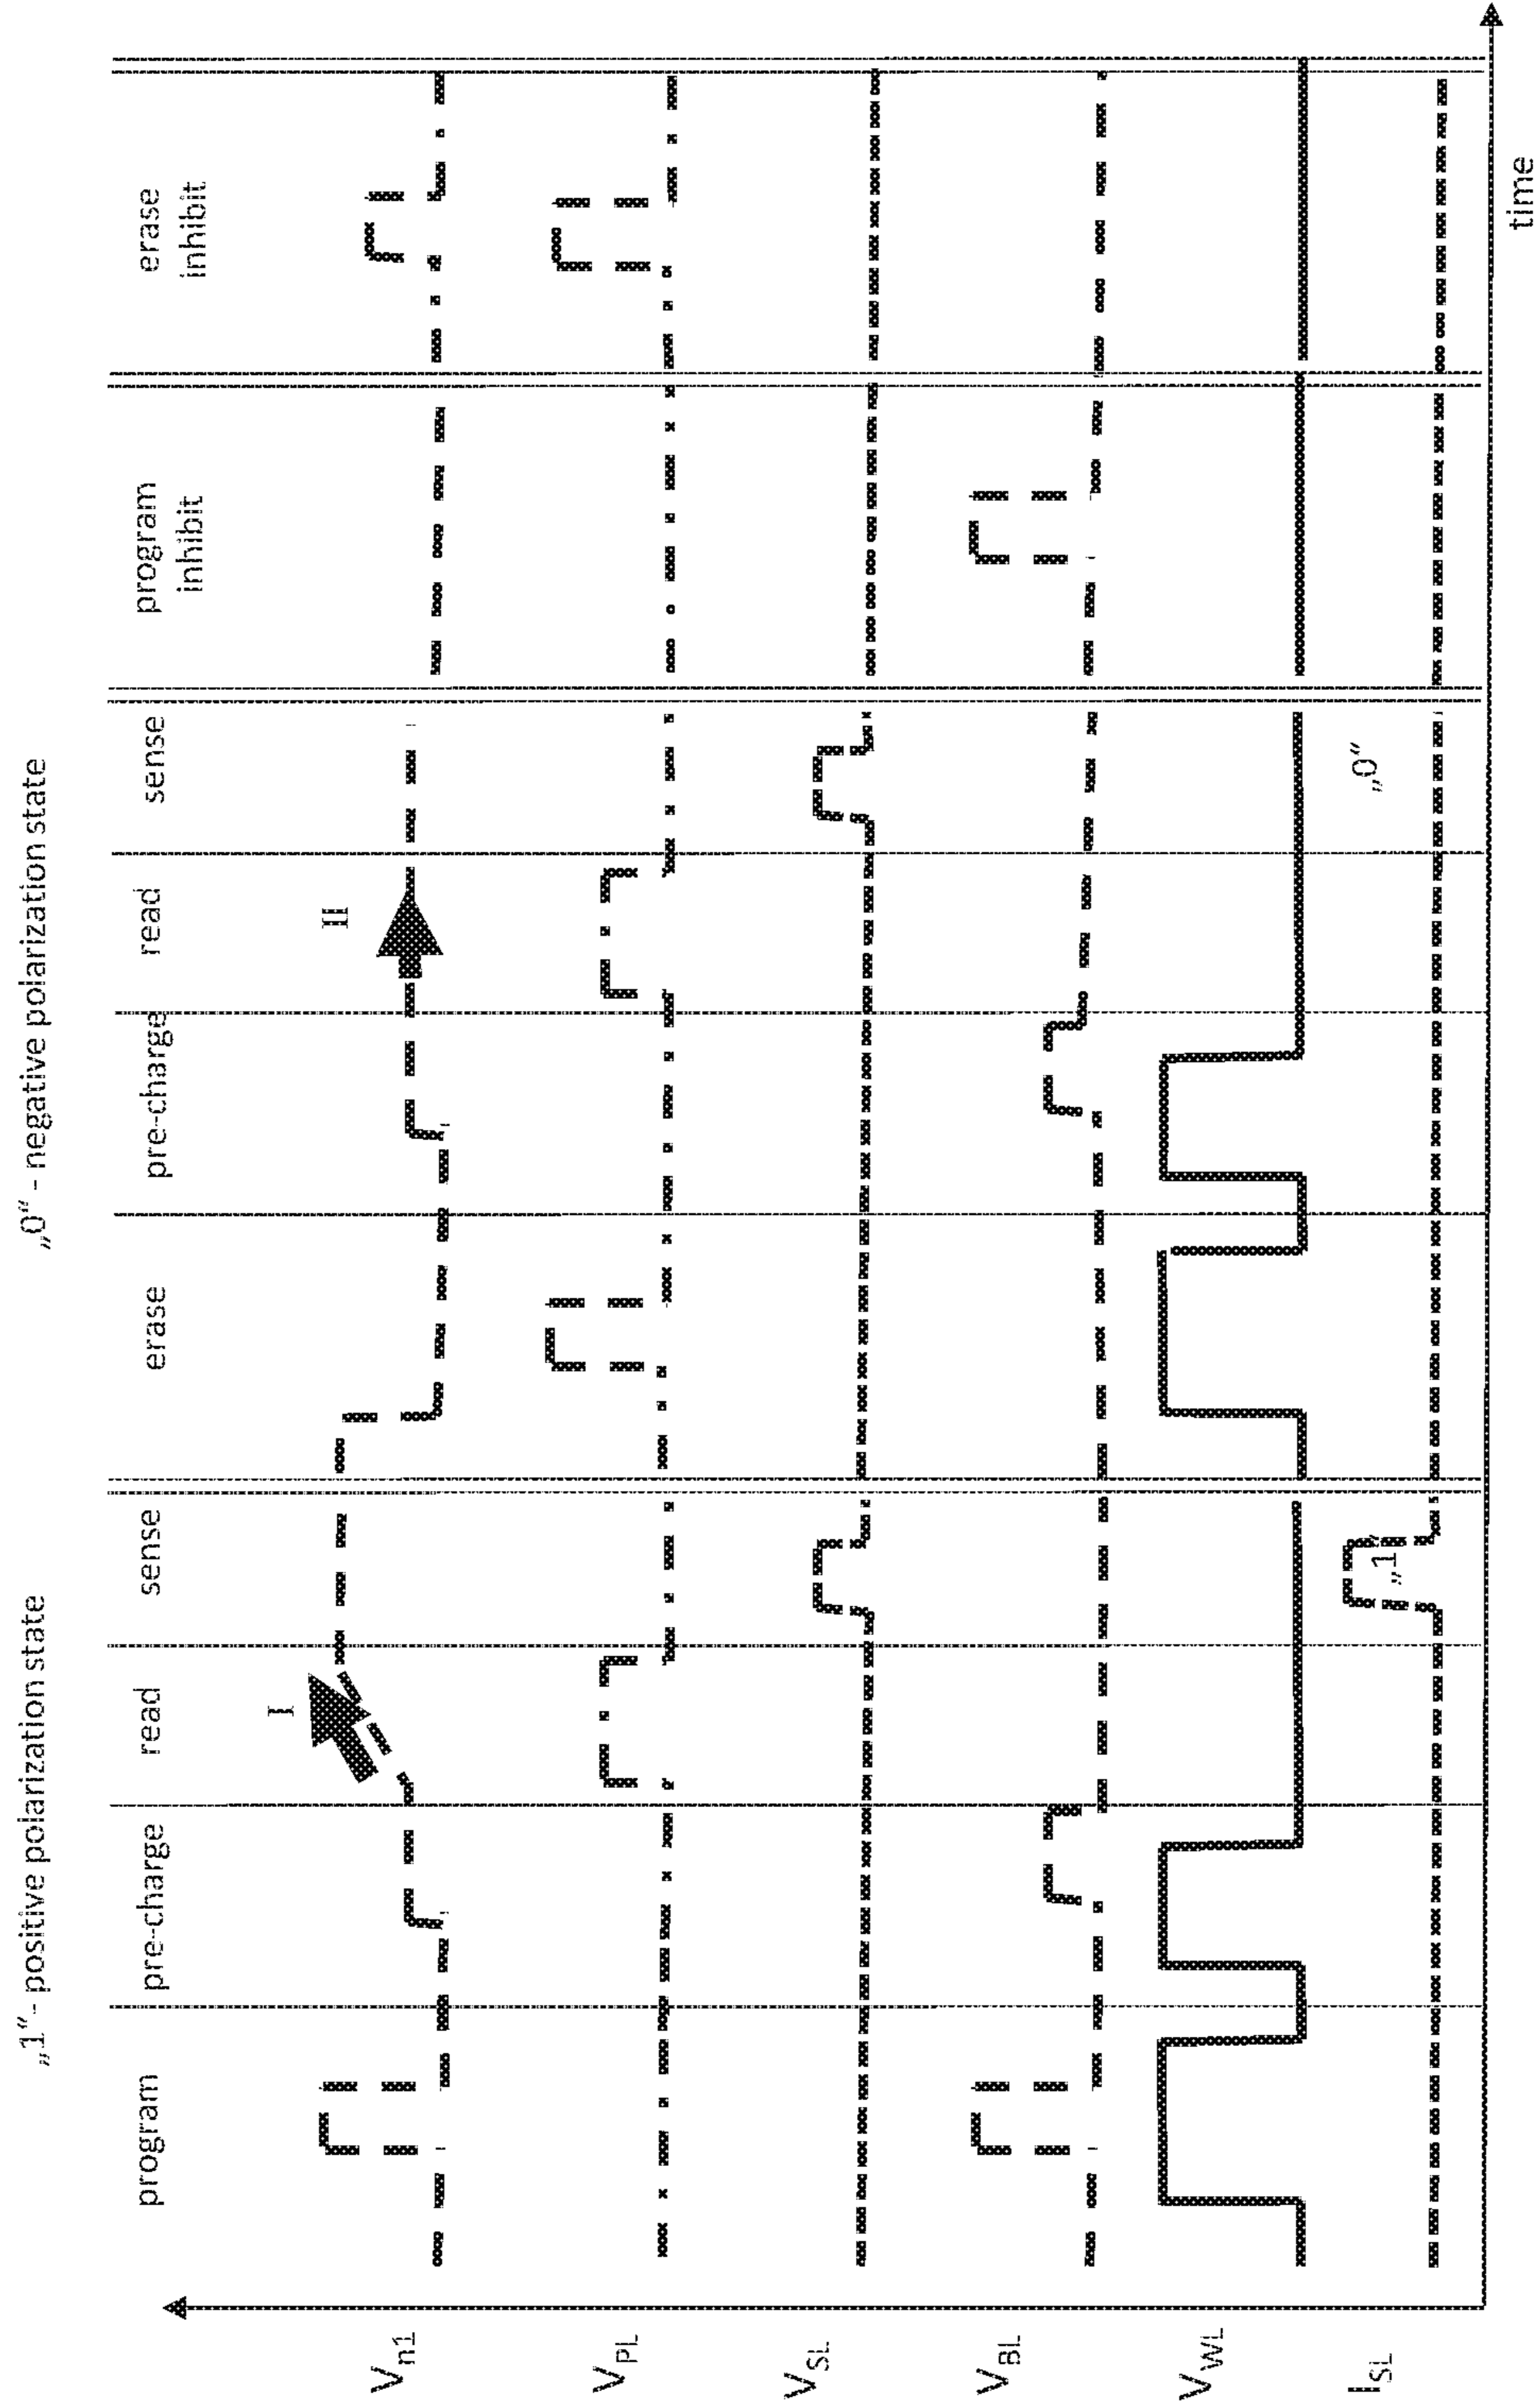 „1“- positive polarization state
„0“ - negative polarization state
program
pre-charge
read
sense
erase
pre-charge
read
sense
program
inhibit
erase
inhibit
I
II
Vn1
VPL
VSL
VBL
VWL
ISL
„1“
„0“
time